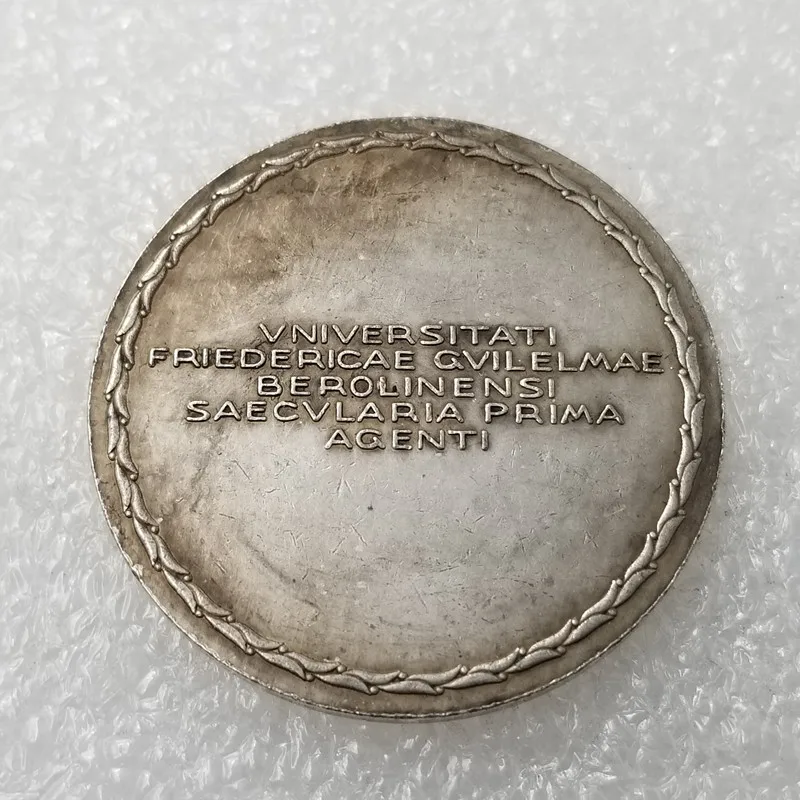 VNIVERSITATI
FRIEDERICAE GVILELMAE
BEROLINENSI
SAECVLARIA PRIMA
AGENTI